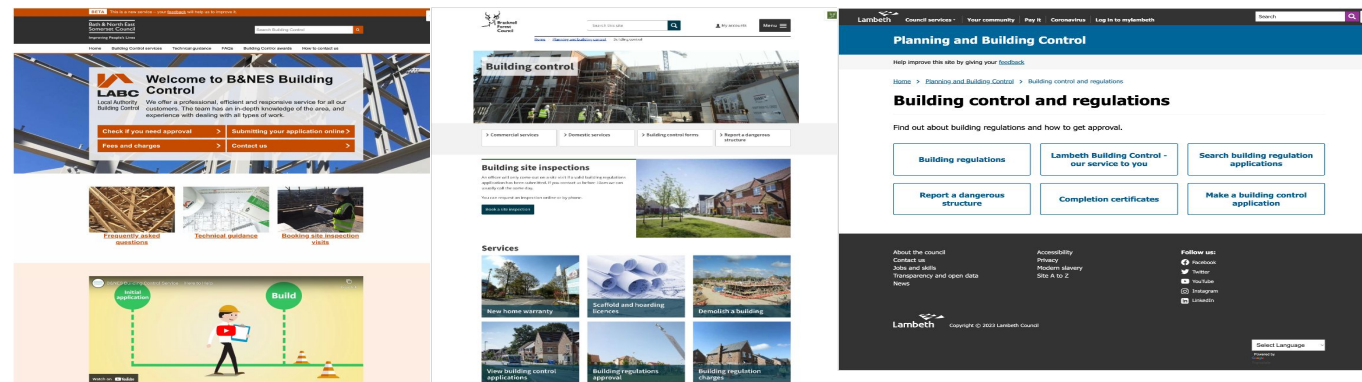 BETA This is a new service – your feedback will help us to improve it
Bath & North East
Somerset Council
Improving People's Lives
Search Building Control
Home Building Control services Technical guidance FAQs Building Control awards How to contact us
LABC
Local Authority
Building Control
Welcome to B&NES Building
Control
We offer a professional, efficient and responsive service for all our
customers. The team has an in-depth knowledge of the area, and
experience with dealing with all types of work.
Check if you need approval >
Submitting your application online >
Fees and charges >
Contact us >
Frequently asked
questions
Technical guidance
Booking site inspection
visits
Initial
application
Build
Watch on YouTube
Bracknell
Forest
Council
Search this site
My account
Menu
Home
Building control
> Commercial services
> Domestic services
> Building control forms
> Report a dangerous
structure
Building site inspections
Book a site inspection
Services
New home warranty
Scaffold and hoarding
licences
Demolish a building
View building control
applications
Building regulations
approval
Building regulation
charges
Lambeth
Council services Your community Pay it Coronavirus Log in to mylambeth
Search
Planning and Building Control
Help improve this site by giving your feedback
Home > Planning and Building Control > Building control and regulations
Building control and regulations
Find out about building regulations and how to get approval.
Building regulations
Lambeth Building Control -
our service to you
Search building regulation
applications
Report a dangerous
structure
Completion certificates
Make a building control
application
About the council
Contact us
Jobs and skills
Transparency and open data
News
Accessibility
Privacy
Modern slavery
Site A to Z
Follow us:
Facebook
Twitter
YouTube
Instagram
LinkedIn
Lambeth
Copyright © 2023 Lambeth Council
Select Language
Powered by